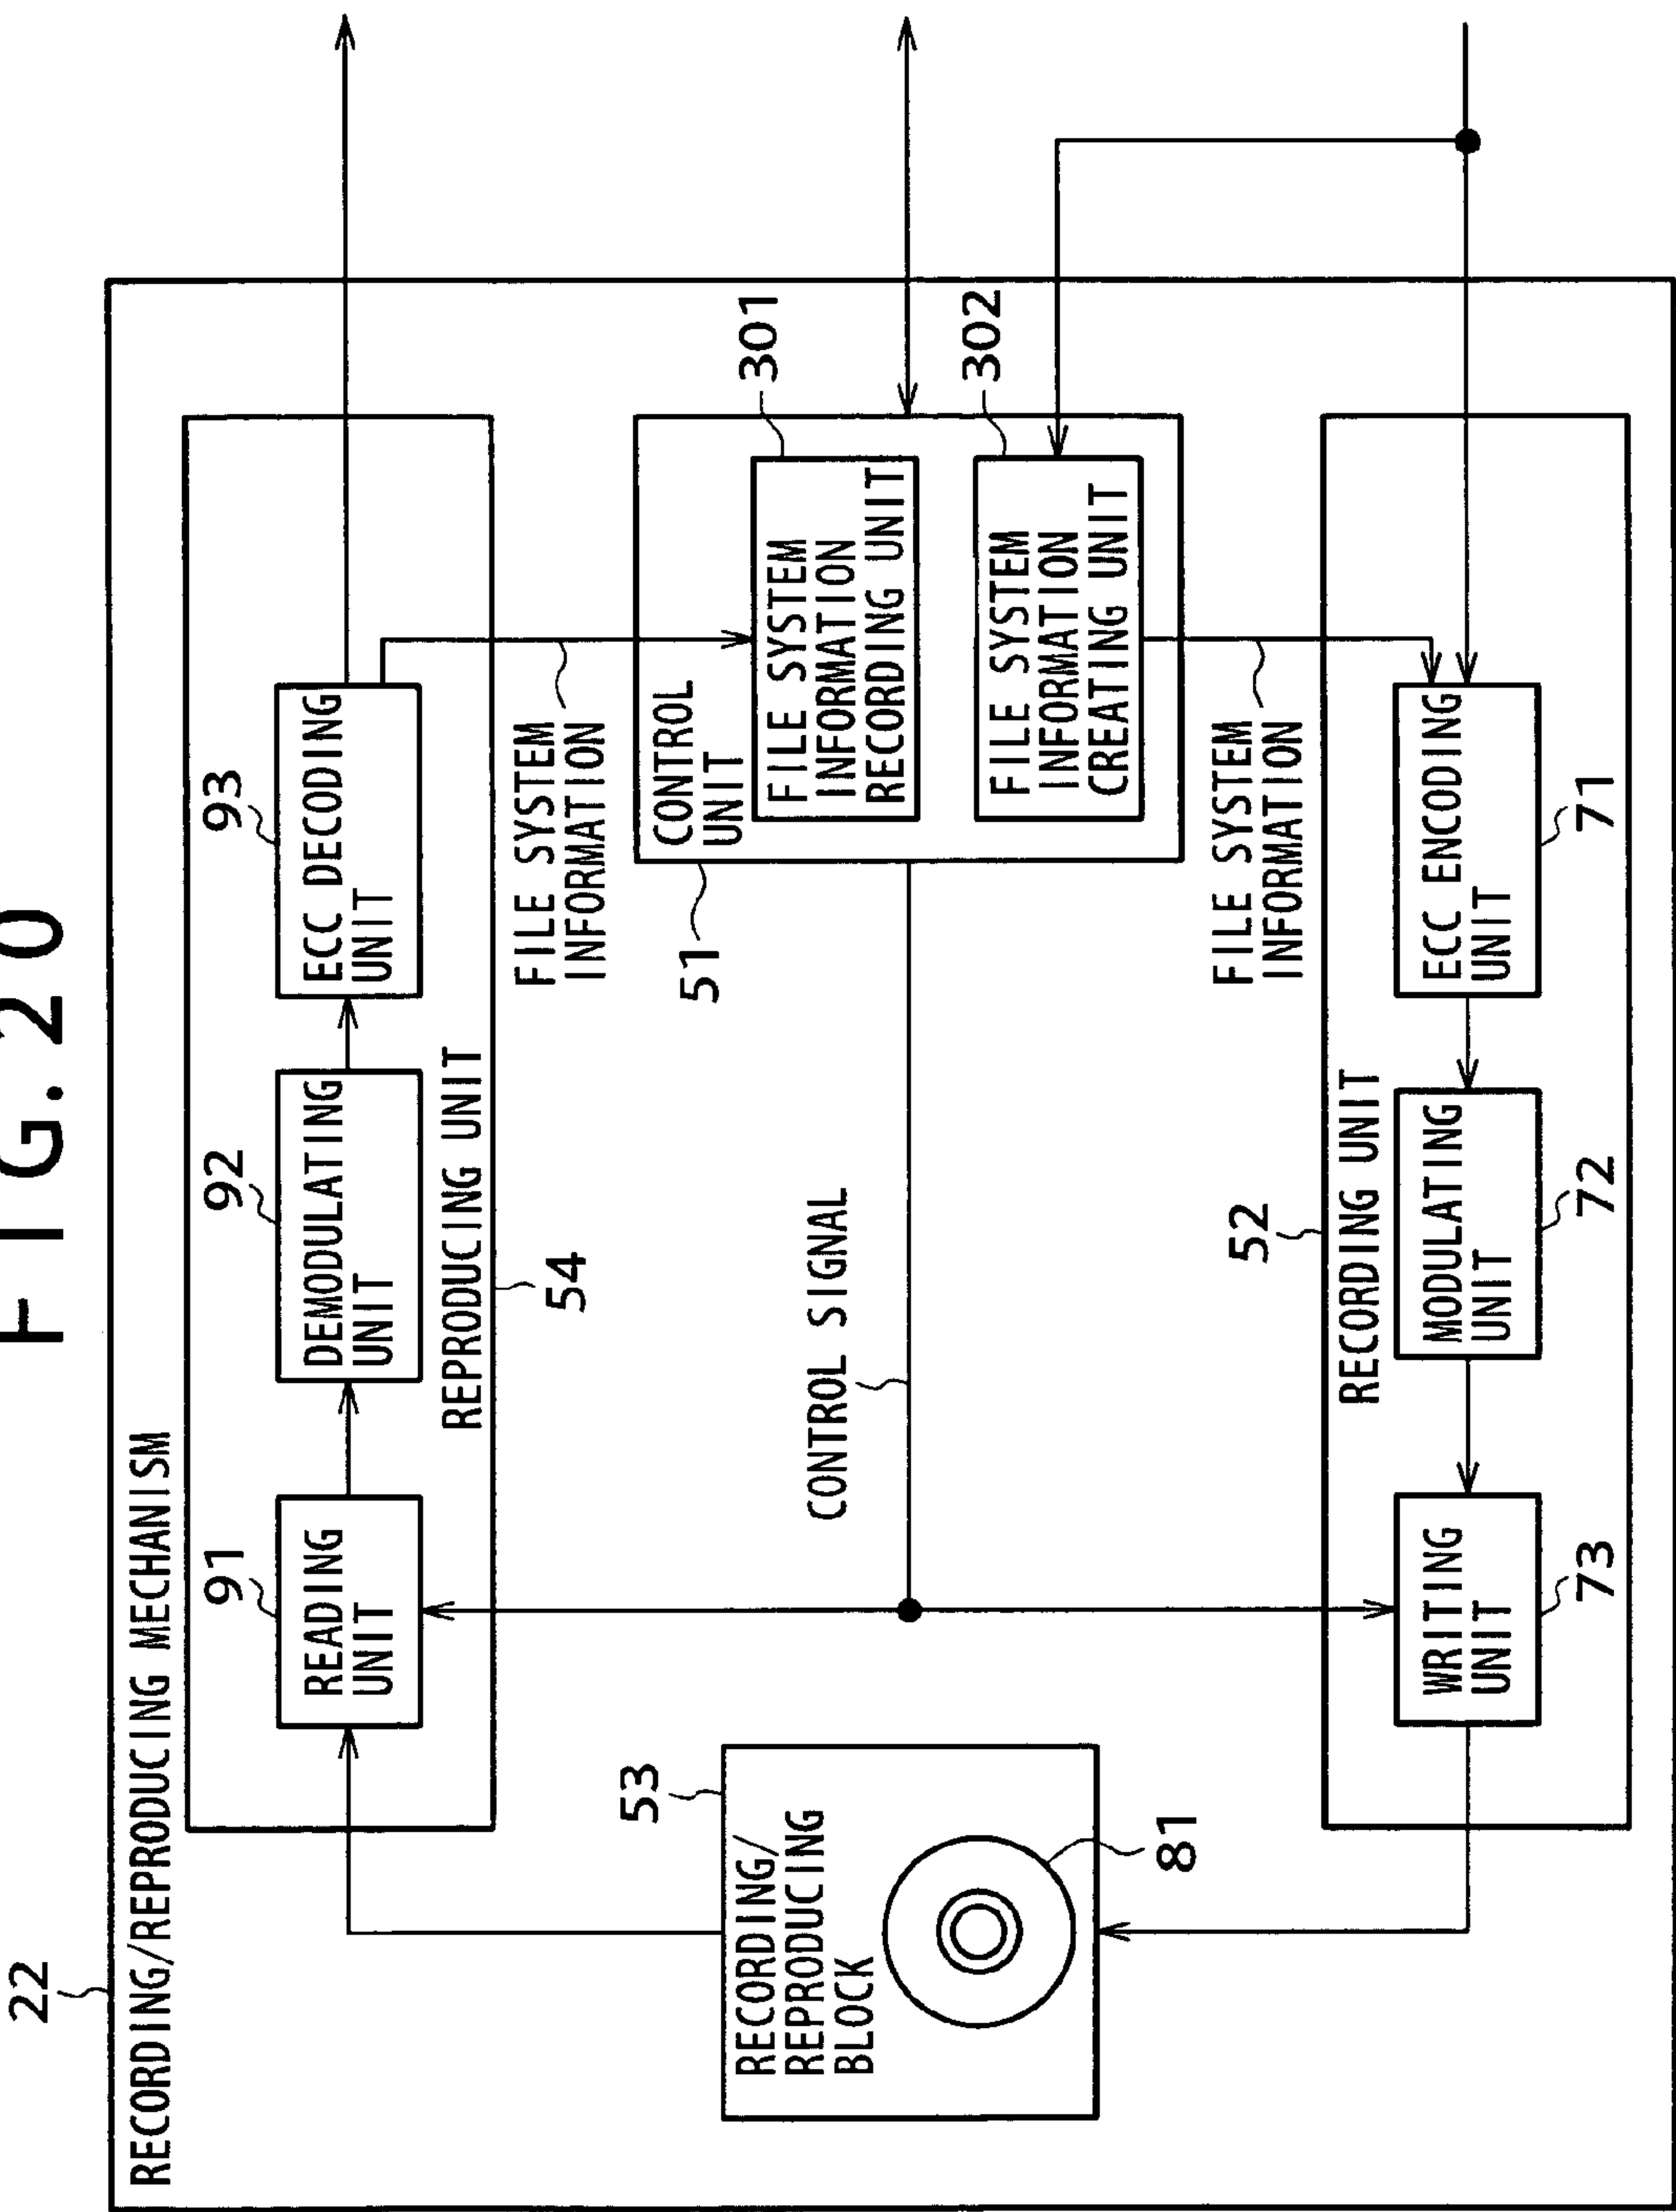 FIG.20
22
RECORDING/REPRODUCING MECHANISM
91
READING
UNIT
92
DEMODULATING
UNIT
93
ECC DECODING
UNIT
REPRODUCING UNIT
54
FILE SYSTEM
INFORMATION
53
RECORDING/
REPRODUCING
BLOCK
81
CONTROL SIGNAL
51
CONTROL
UNIT
301
FILE SYSTEM
INFORMATION
RECORDING UNIT
302
FILE SYSTEM
INFORMATION
CREATING UNIT
FILE SYSTEM
INFORMATION
52
RECORDING UNIT
WRITING
UNIT
73
MODULATING
UNIT
72
ECC ENCODING
UNIT
71